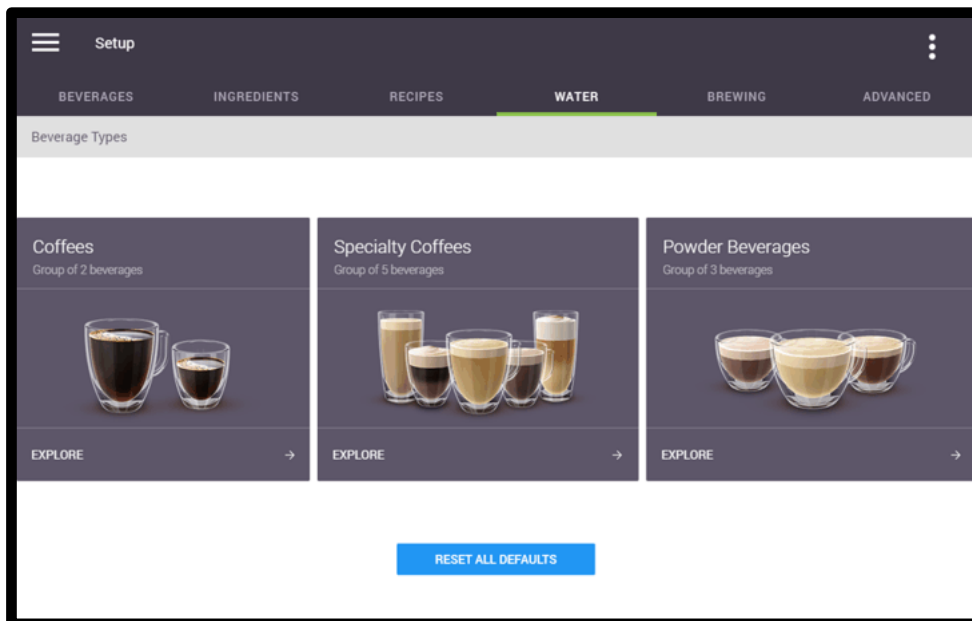 Setup
BEVERAGES INGREDIENTS RECIPES WATER BREWING ADVANCED
Beverage Types
Coffees
Group of 2 beverages
EXPLORE
Specialty Coffees
Group of 5 beverages
EXPLORE
Powder Beverages
Group of 3 beverages
EXPLORE
RESET ALL DEFAULTS